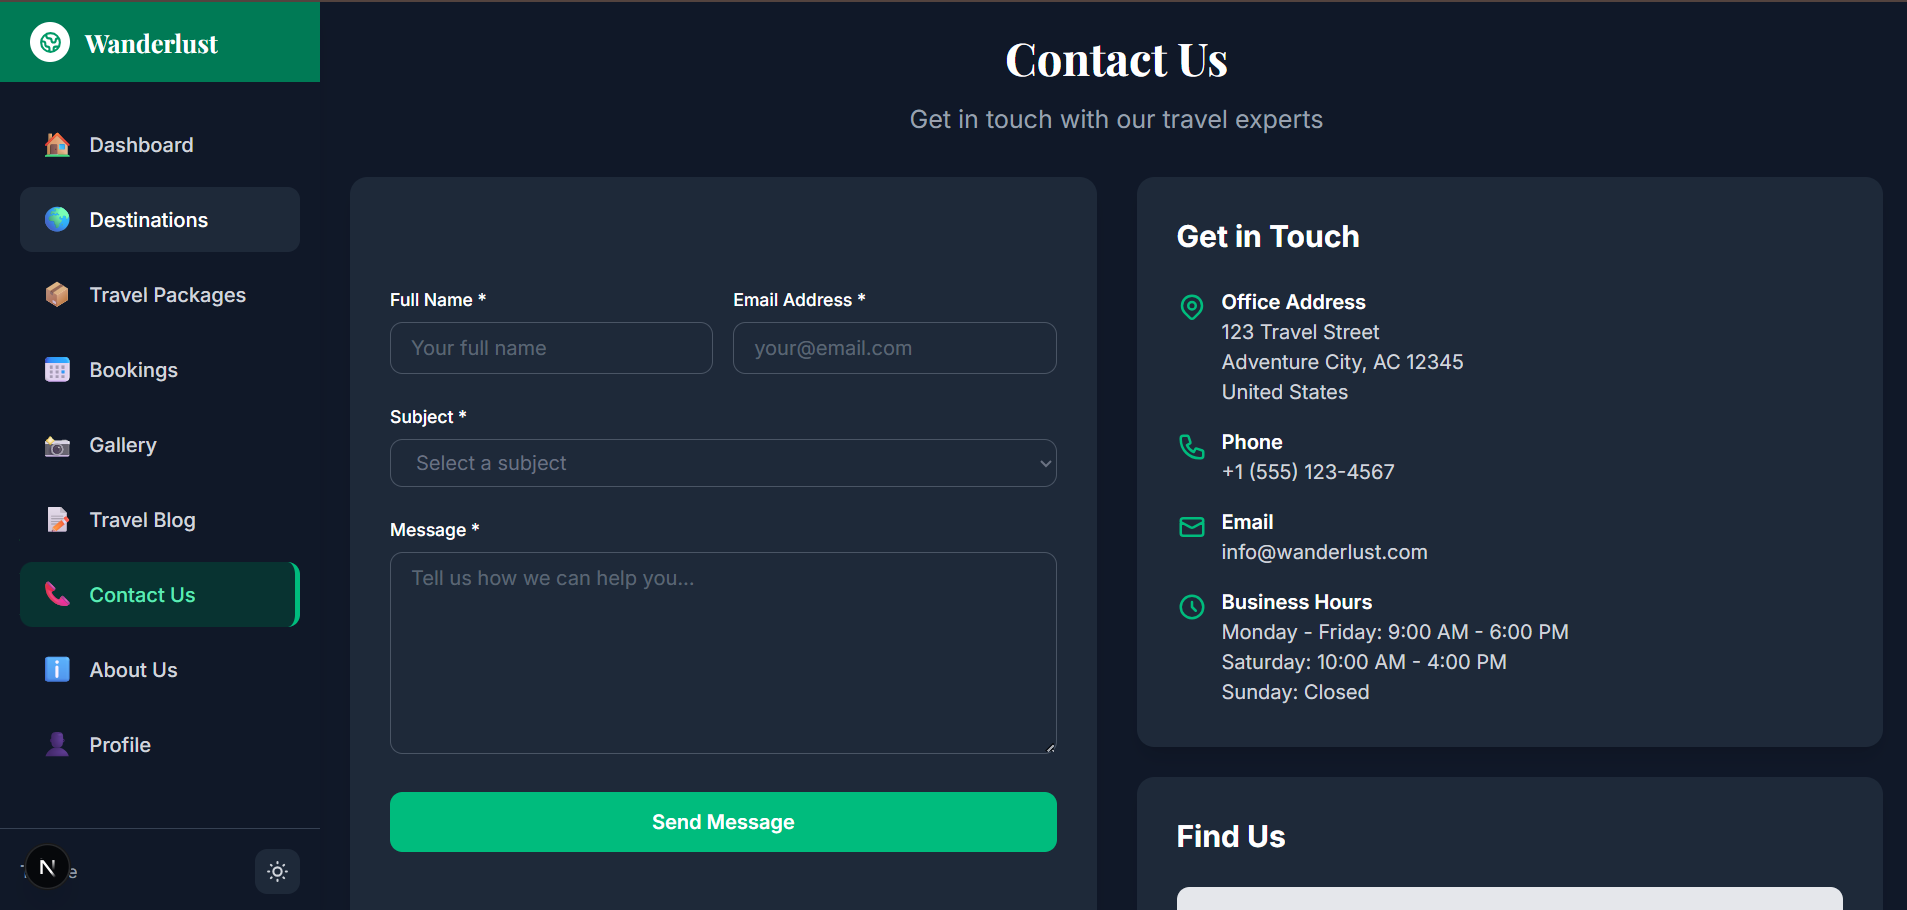 Wanderlust
Dashboard
Destinations
Travel Packages
Bookings
Gallery
Travel Blog
Contact Us
About Us
Profile
N
Contact Us
Get in touch with our travel experts
Full Name *
Email Address *
Your full name
your@email.com
Subject *
Select a subject
Message *
Tell us how we can help you...
Send Message
Get in Touch
Office Address
123 Travel Street
Adventure City, AC 12345
United States
Phone
+1 (555) 123-4567
Email
info@wanderlust.com
Business Hours
Monday - Friday: 9:00 AM - 6:00 PM
Saturday: 10:00 AM - 4:00 PM
Sunday: Closed
Find Us